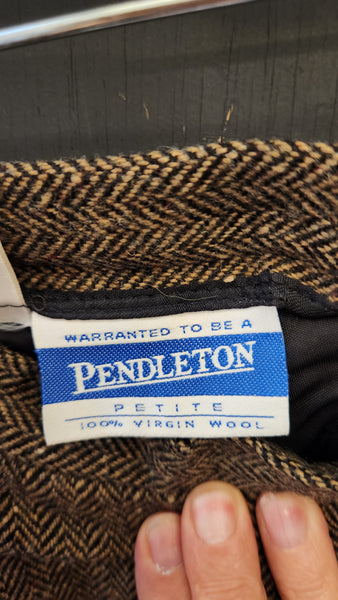 WARRANTED TO BE A
PENDLETON
PETITE
100% VIRGIN WOOL